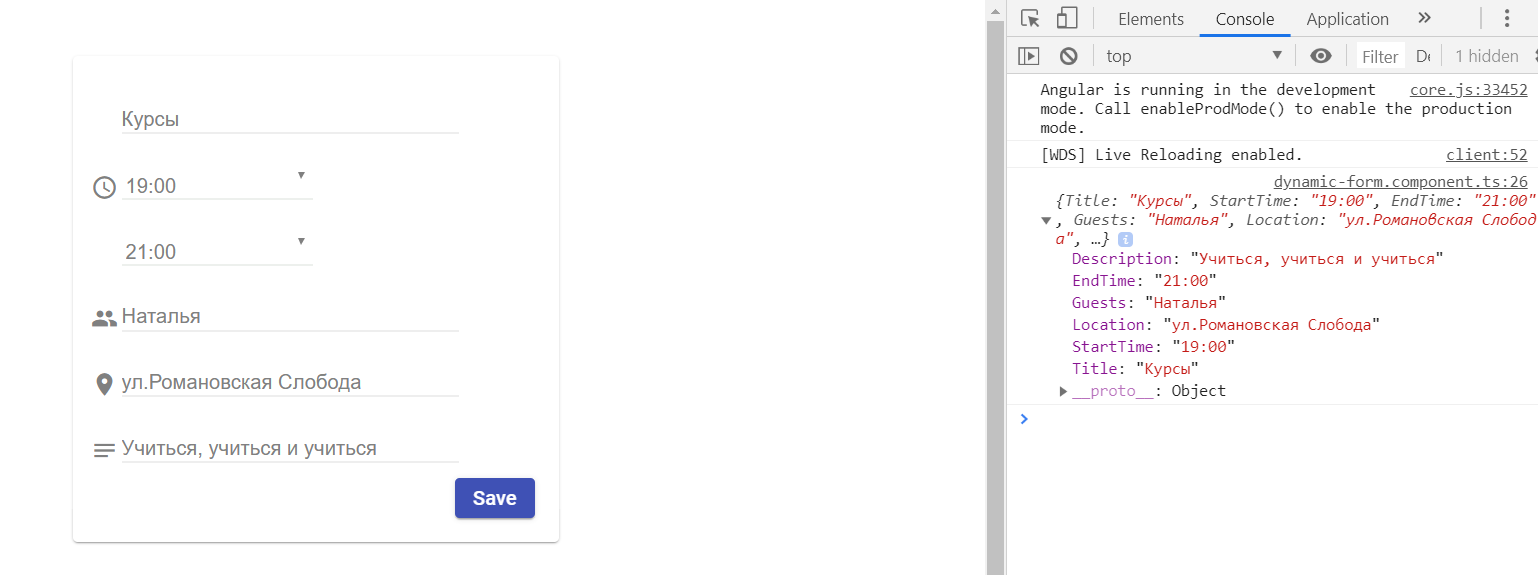 Курсы
19:00
21:00
Наталья
ул.Романовская Слобода
Учиться, учиться и учиться
Save
Elements Console Application »
top Filter De 1 hidden
Angular is running in the development core.js:33452
mode. Call enableProdMode() to enable the production
mode.
[WDS] Live Reloading enabled. client:52
dynamic-form.component.ts:26
{Title: "Курсы", StartTime: "19:00", EndTime: "21:00"
, Guests: "Наталья", Location: "ул.Романовская Слобод
а", …} i
Description: "Учиться, учиться и учиться"
EndTime: "21:00"
Guests: "Наталья"
Location: "ул.Романовская Слобода"
StartTime: "19:00"
Title: "Курсы"
__proto__: Object